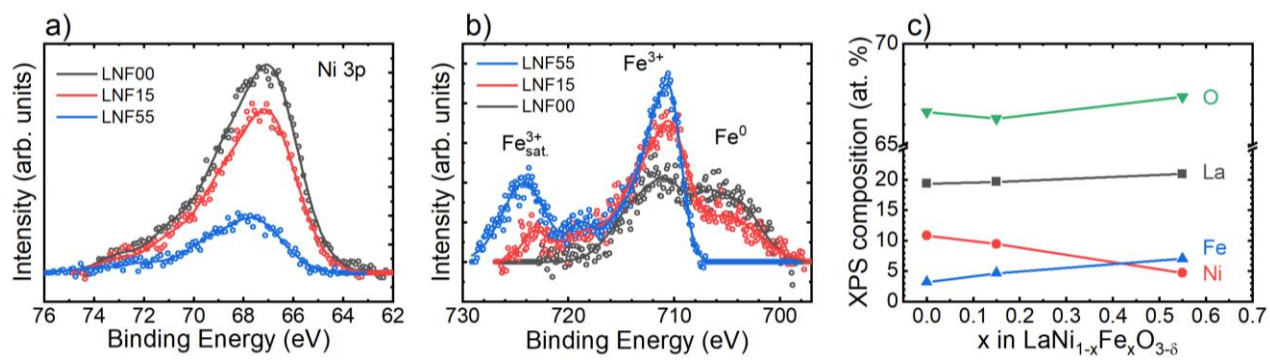 a)
Ni 3p
LNF00
LNF15
LNF55
Intensity (arb. units)
76 74 72 70 68 66 64 62
Binding Energy (eV)
b)
LNF55
LNF15
LNF00
Fe³⁺
Fe³⁺sat.
Fe⁰
Intensity (arb. units)
730 720 710 700
Binding Energy (eV)
c)
XPS composition (at. %)
70
65
20
15
10
5
0
O
La
Fe
Ni
0.0 0.1 0.2 0.3 0.4 0.5 0.6 0.7
x in LaNi₁₋ₓFeₓO₃₋δ